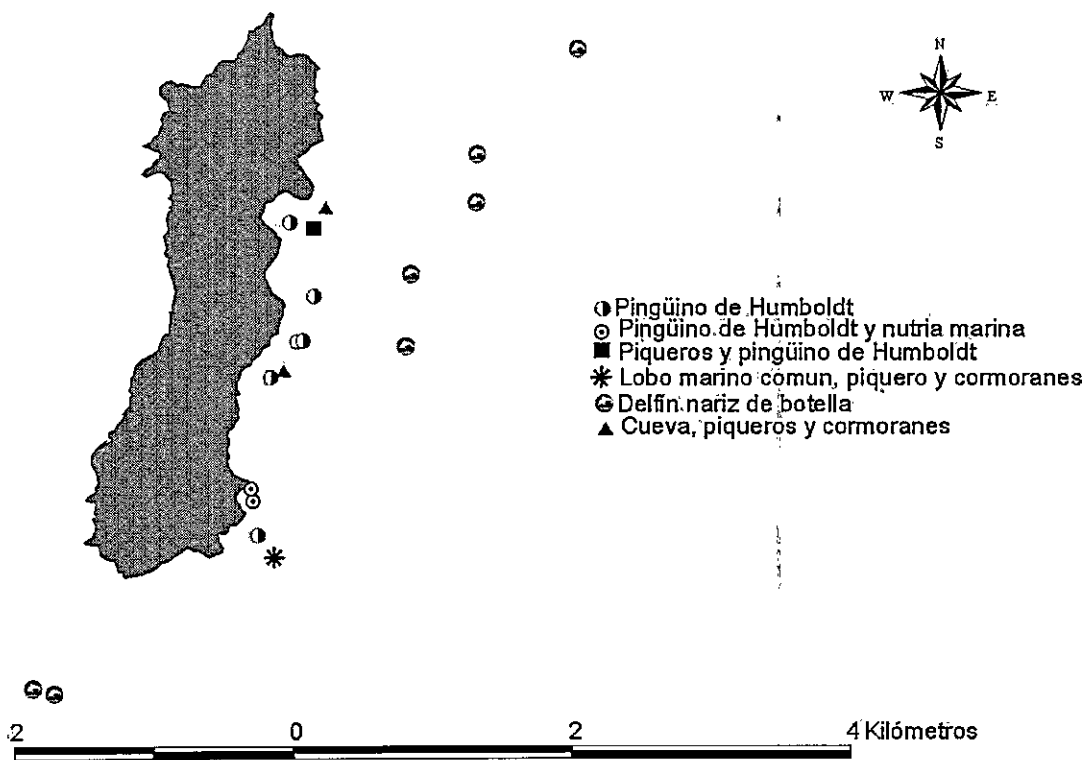 N
W E
S
Pingüino de Humboldt
Pingüino de Humboldt y nutria marina
Piqueros y pingüino de Humboldt
Lobo marino comun, piquero y cormoranes
Delfín nariz de botella
Cueva, piqueros y cormoranes
-2 0 2 4 Kilómetros